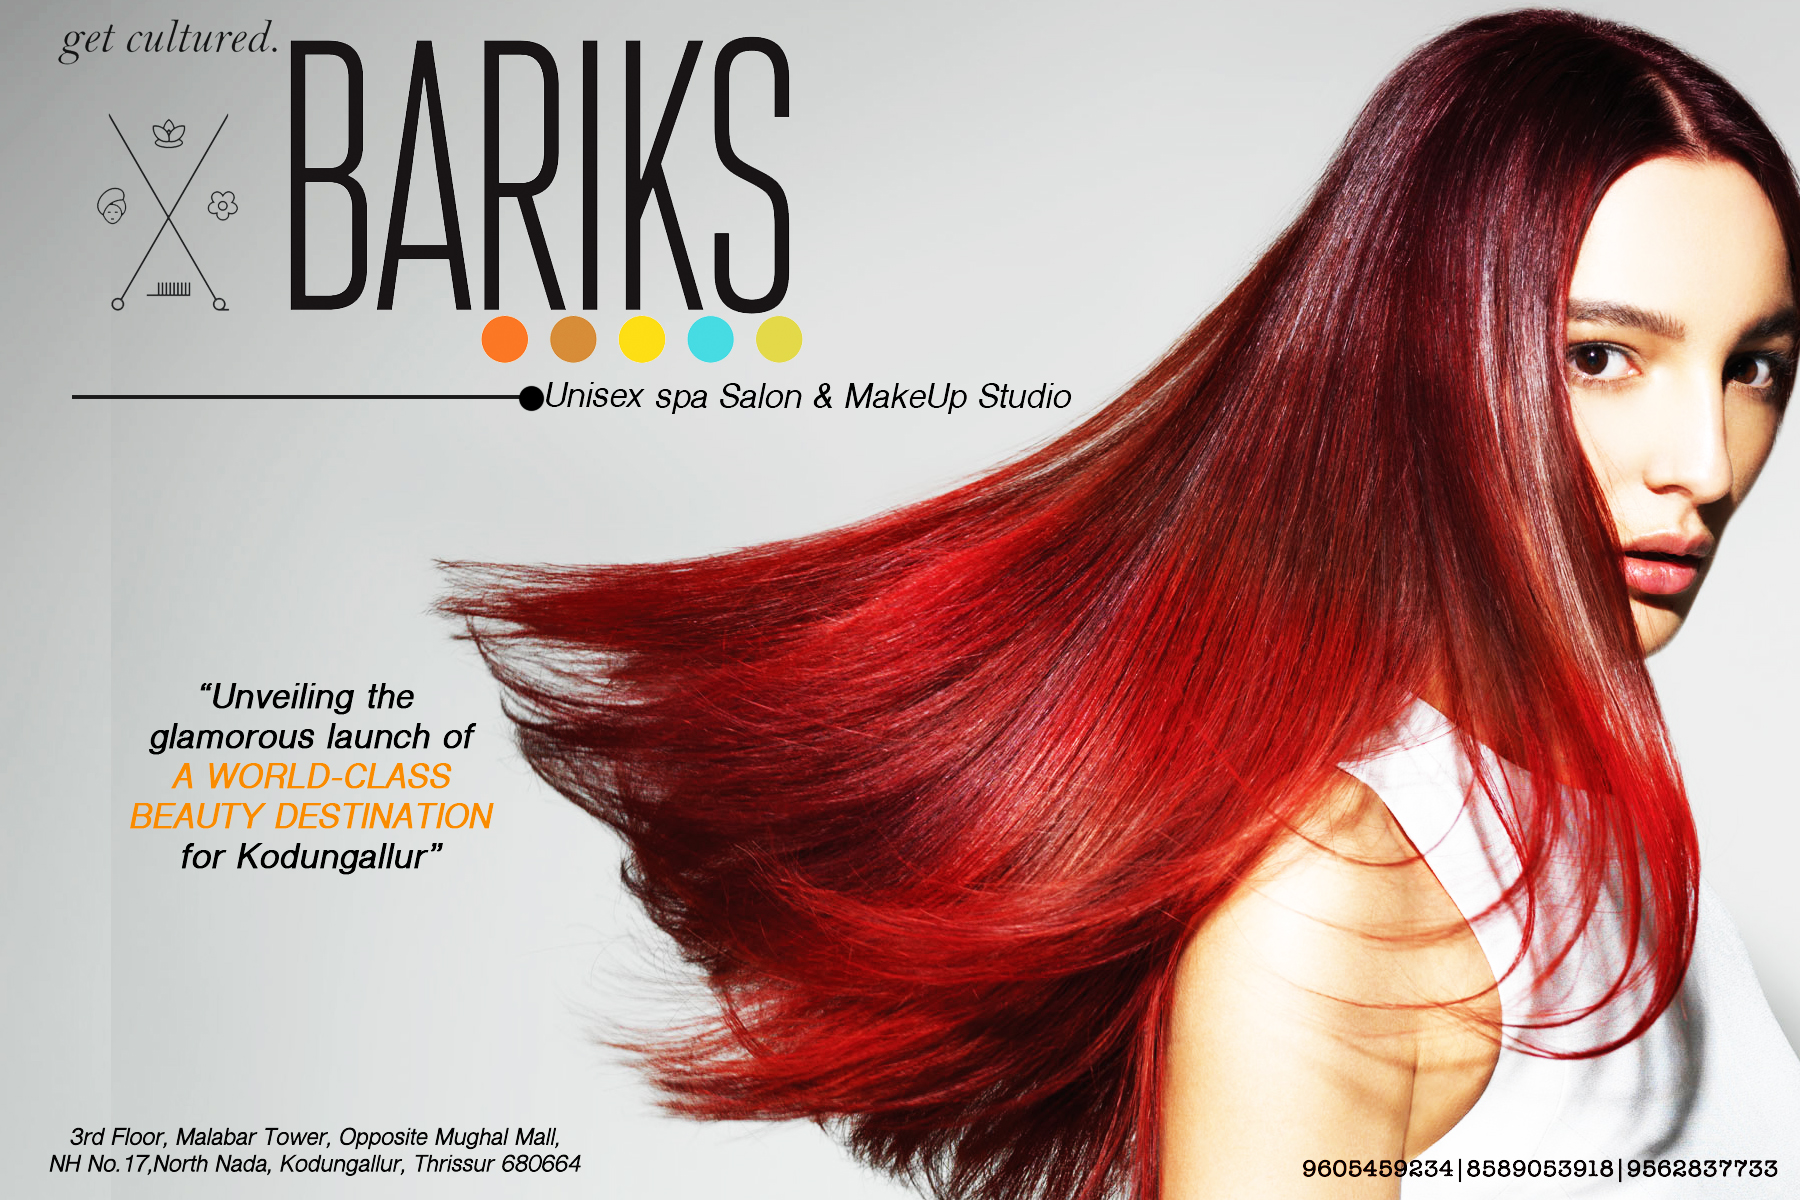 get cultured.
BARIKS
Unisex spa Salon & MakeUp Studio
“Unveiling the
glamorous launch of
A WORLD-CLASS
BEAUTY DESTINATION
for Kodungallur”
3rd Floor, Malabar Tower, Opposite Mughal Mall,
NH No.17,North Nada, Kodungallur, Thrissur 680664
9605459234|8589053918|9562837733